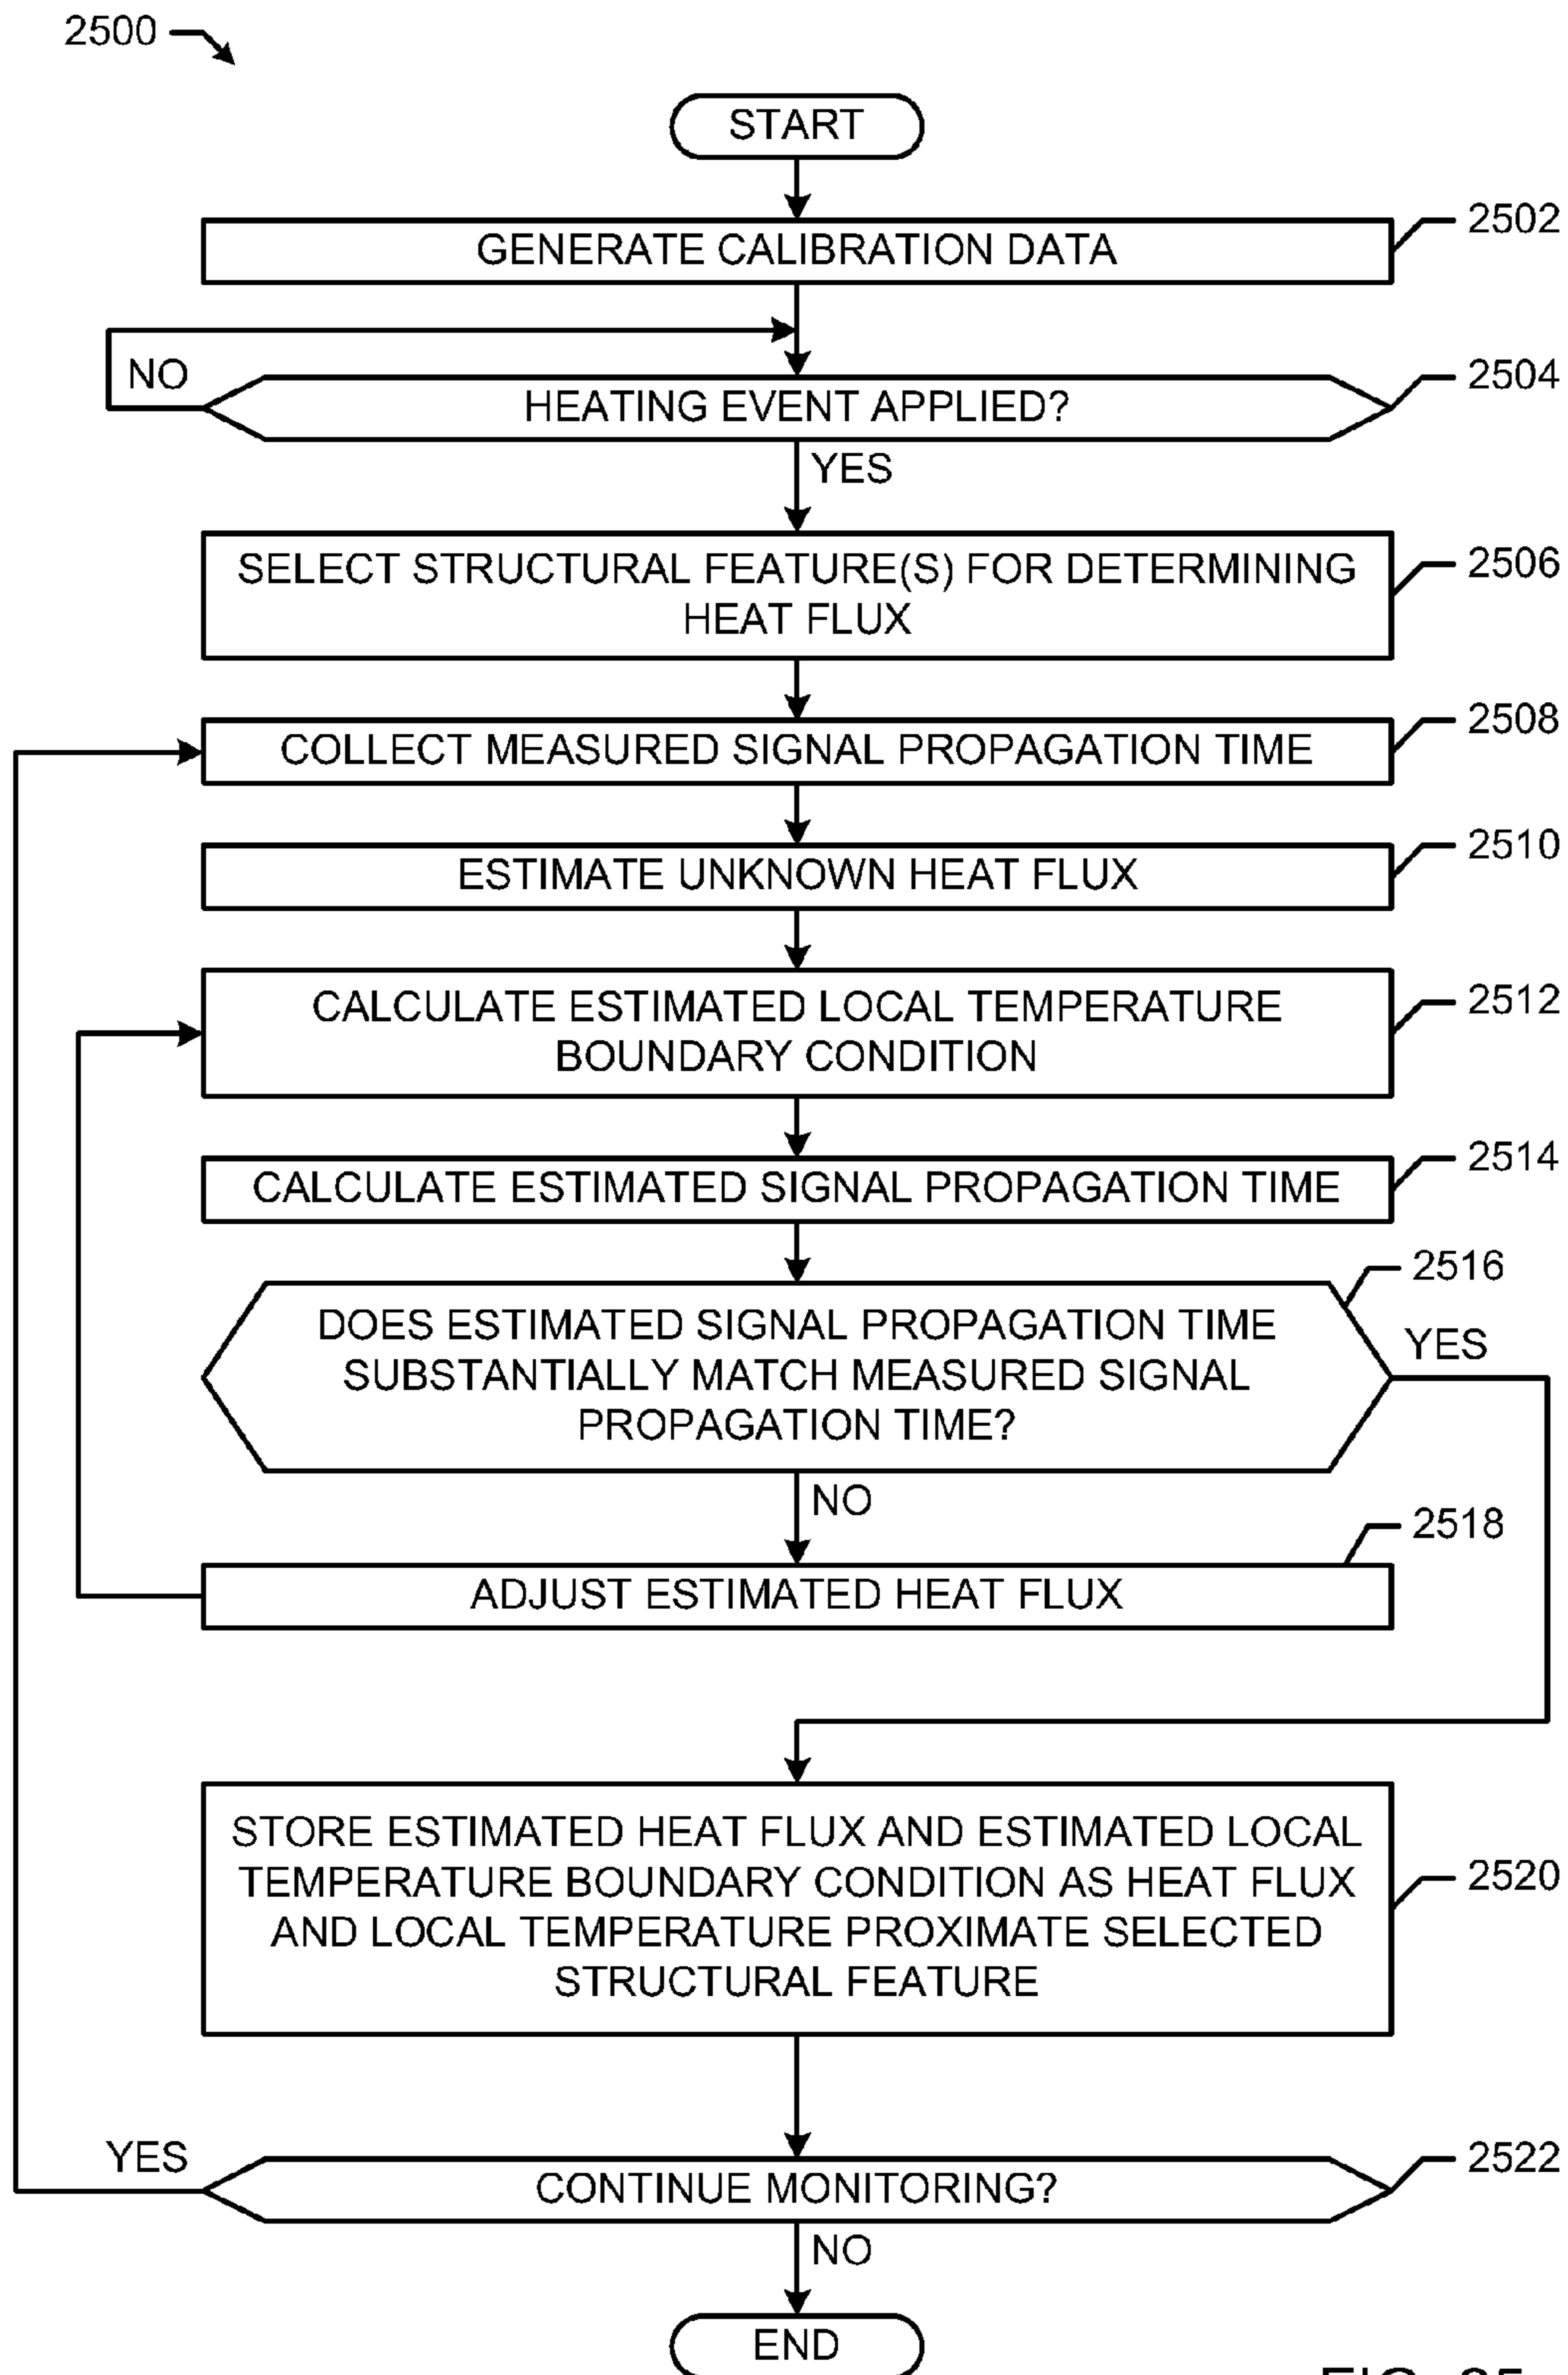 2500
START
2502
GENERATE CALIBRATION DATA
NO
2504
HEATING EVENT APPLIED?
YES
SELECT STRUCTURAL FEATURE(S) FOR DETERMINING
HEAT FLUX
2506
2508
COLLECT MEASURED SIGNAL PROPAGATION TIME
2510
ESTIMATE UNKNOWN HEAT FLUX
CALCULATE ESTIMATED LOCAL TEMPERATURE
BOUNDARY CONDITION
2512
2514
CALCULATE ESTIMATED SIGNAL PROPAGATION TIME
2516
DOES ESTIMATED SIGNAL PROPAGATION TIME
SUBSTANTIALLY MATCH MEASURED SIGNAL
PROPAGATION TIME?
YES
NO
2518
ADJUST ESTIMATED HEAT FLUX
STORE ESTIMATED HEAT FLUX AND ESTIMATED LOCAL
TEMPERATURE BOUNDARY CONDITION AS HEAT FLUX
AND LOCAL TEMPERATURE PROXIMATE SELECTED
STRUCTURAL FEATURE
2520
YES
2522
CONTINUE MONITORING?
NO
END